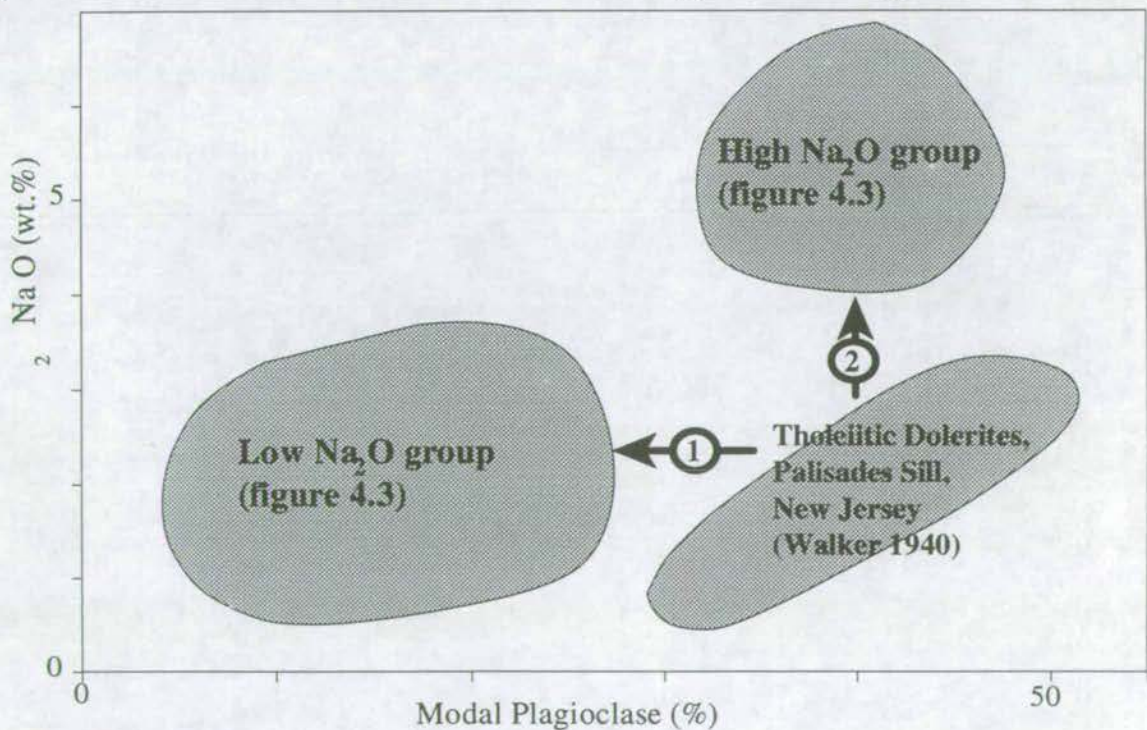 High Na2O group
(figure 4.3)
5
Na O (wt.%)
2
2
1
Low Na2O group
(figure 4.3)
Tholeiitic Dolerites,
Palisades Sill,
New Jersey
(Walker 1940)
0
0
50
Modal Plagioclase (%)